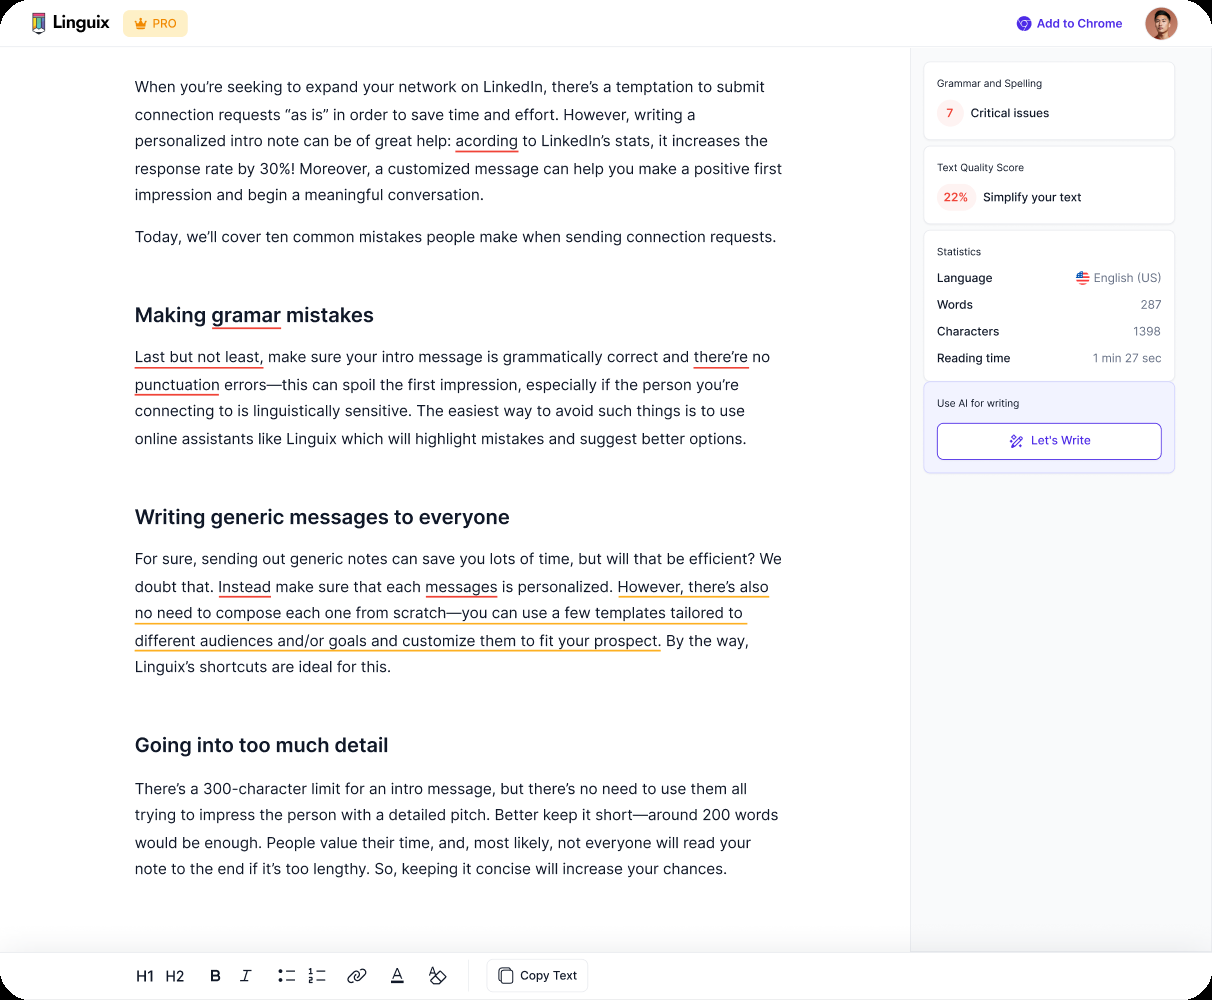 Linguix PRO Add to Chrome
When you’re seeking to expand your network on LinkedIn, there’s a temptation to submit
connection requests “as is” in order to save time and effort. However, writing a
personalized intro note can be of great help: acording to LinkedIn’s stats, it increases the
response rate by 30%! Moreover, a customized message can help you make a positive first
impression and begin a meaningful conversation.
Today, we’ll cover ten common mistakes people make when sending connection requests.
Making gramar mistakes
Last but not least, make sure your intro message is grammatically correct and there’re no
punctuation errors—this can spoil the first impression, especially if the person you’re
connecting to is linguistically sensitive. The easiest way to avoid such things is to use
online assistants like Linguix which will highlight mistakes and suggest better options.
Writing generic messages to everyone
For sure, sending out generic notes can save you lots of time, but will that be efficient? We
doubt that. Instead make sure that each messages is personalized. However, there’s also
no need to compose each one from scratch—you can use a few templates tailored to
different audiences and/or goals and customize them to fit your prospect. By the way,
Linguix’s shortcuts are ideal for this.
Going into too much detail
There’s a 300-character limit for an intro message, but there’s no need to use them all
trying to impress the person with a detailed pitch. Better keep it short—around 200 words
would be enough. People value their time, and, most likely, not everyone will read your
note to the end if it’s too lengthy. So, keeping it concise will increase your chances.
Grammar and Spelling
7 Critical issues
Text Quality Score
22% Simplify your text
Statistics
Language English (US)
Words 287
Characters 1398
Reading time 1 min 27 sec
Use AI for writing
Let's Write
H1 H2 B I A Copy Text